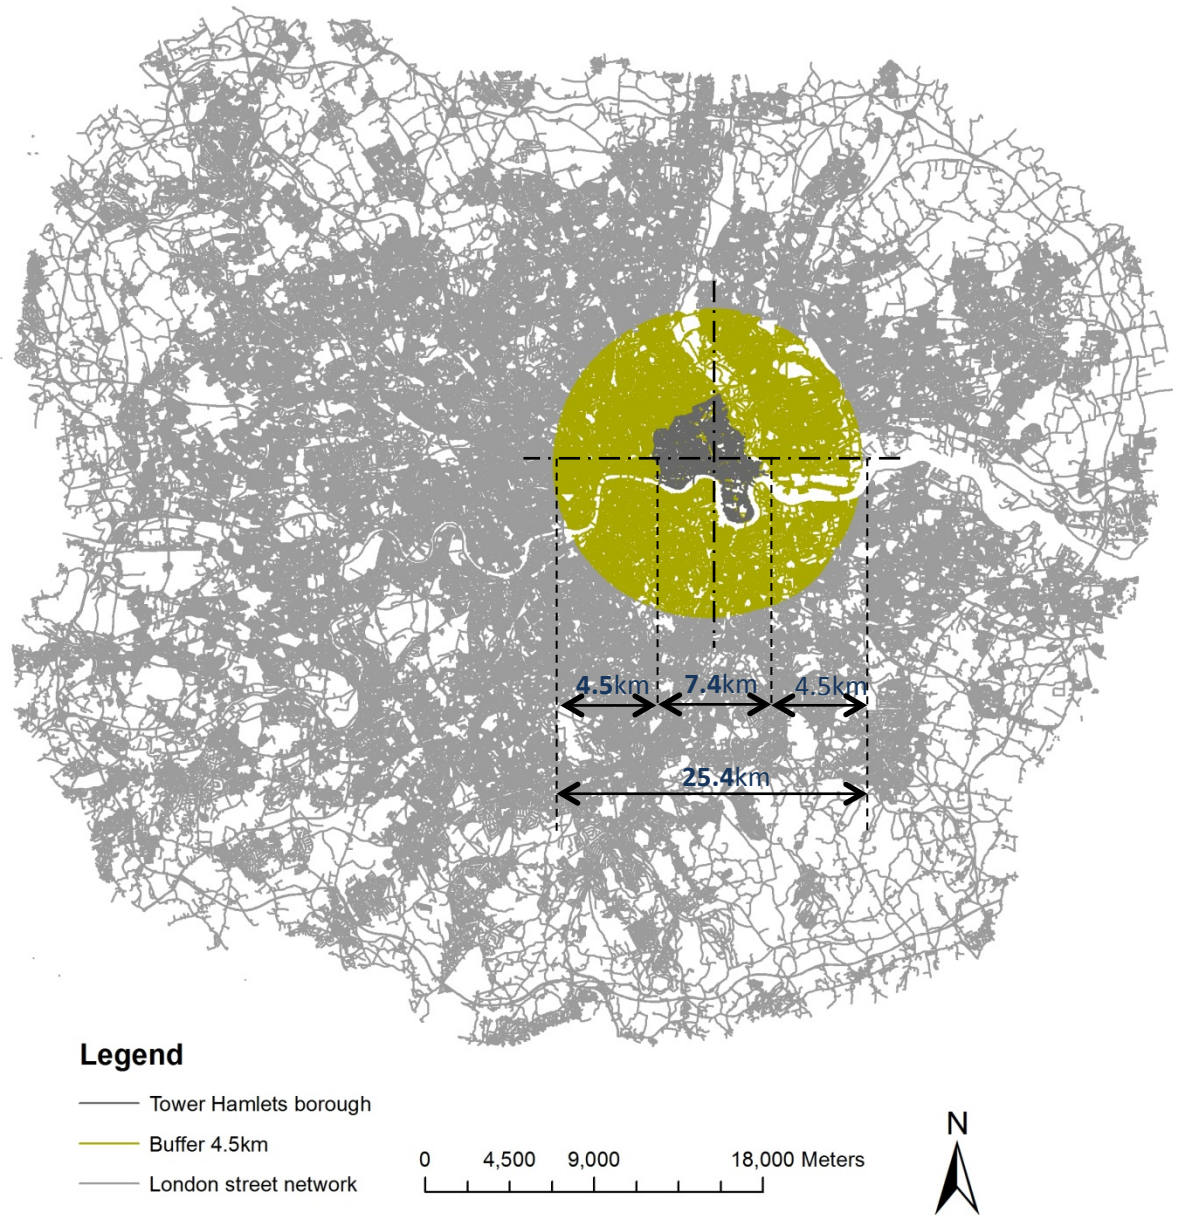 4.5km 7.4km 4.5km
25.4km
Legend
Tower Hamlets borough
Buffer 4.5km
London street network
0 4,500 9,000 18,000 Meters
N